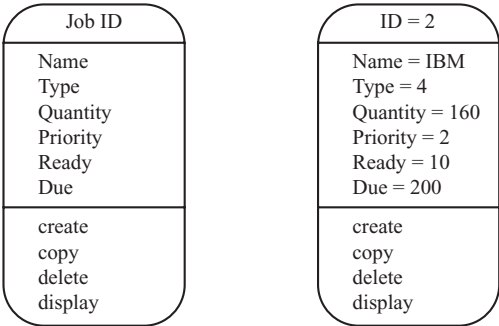 Job ID
Name
Type
Quantity
Priority
Ready
Due
create
copy
delete
display
ID = 2
Name = IBM
Type = 4
Quantity = 160
Priority = 2
Ready = 10
Due = 200
create
copy
delete
display